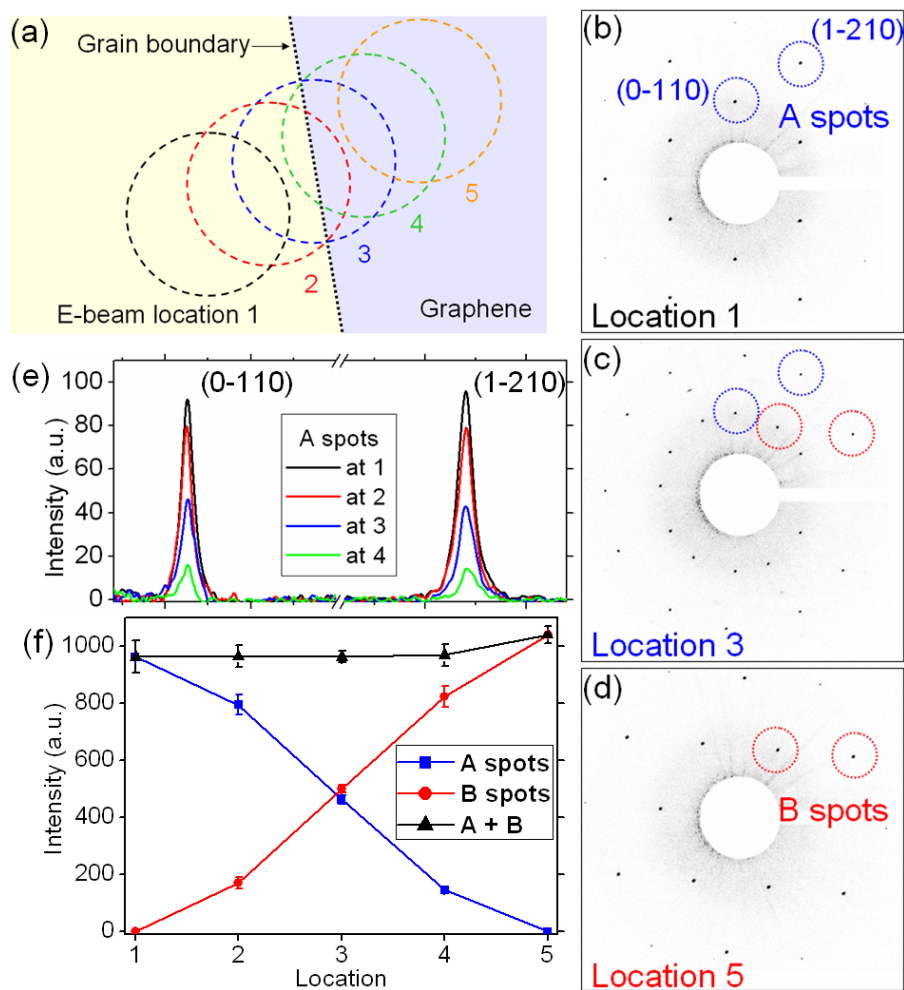 (a)
Grain boundary
2
3
4
5
E-beam location 1
Graphene
(b)
(1-210)
(0-110)
A spots
Location 1
(c)
Location 3
(d)
B spots
Location 5
(e)
(0-110)
(1-210)
Intensity (a.u.)
100
80
60
40
20
0
A spots
at 1
at 2
at 3
at 4
(f)
Intensity (a.u.)
1000
800
600
400
200
0
A spots
B spots
A + B
1 2 3 4 5
Location